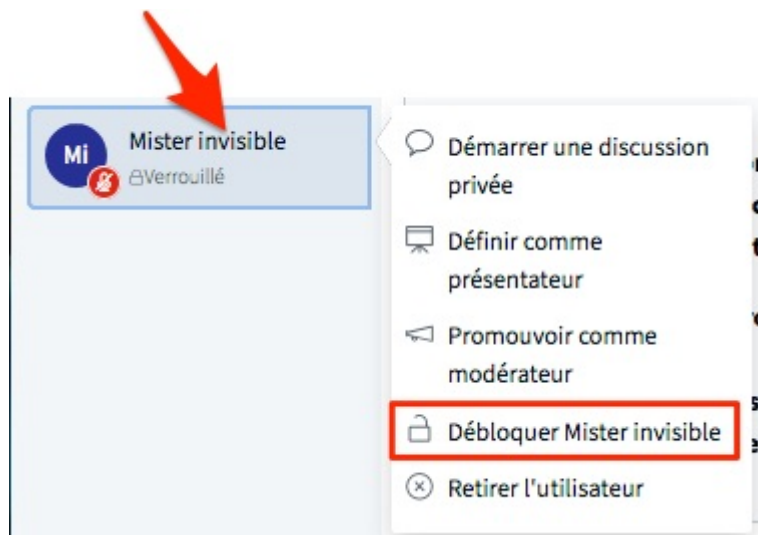 Mi
Mister invisible
Verrouillé
Démarrer une discussion
privée
Définir comme
présentateur
Promouvoir comme
modérateur
Débloquer Mister invisible
Retirer l'utilisateur